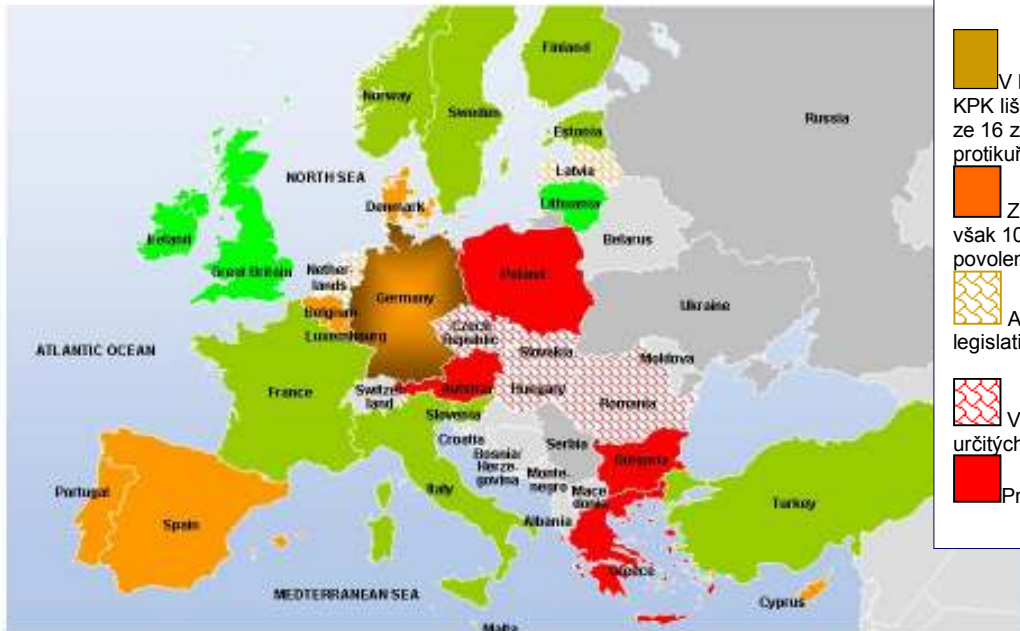 Finland
Norway
Sweden
Russia
Estonia
NORTH SEA
Latvia
Denmark
Lithuania
Ireland
Belarus
Great Britain
Nether-
lands
Poland
Germany
Belgium
Ukraine
Luxembourg
Czech
Republic
ATLANTIC OCEAN
Slovakia
Moldova
France
Switzer-
land
Austria
Hungary
Romania
Slovenia
Croatia
Serbia
Bosnia/
Herze-
govina
Bulgaria
Italy
Monte-
negro
Mace
donia
Portugal
Spain
Albania
Turkey
Greece
MEDITERRANEAN SEA
Cyprus
Malta
V
KPK liš
ze 16 z
protikuř
Z
však 10
povolen
A
legislati
V
určitých
Pr